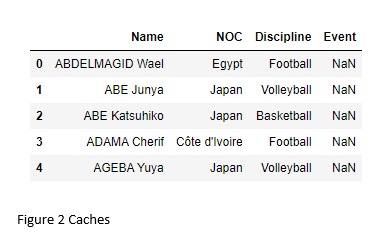 Name NOC Discipline Event
0 ABDELMAGID Wael Egypt Football NaN
1 ABE Junya Japan Volleyball NaN
2 ABE Katsuhiko Japan Basketball NaN
3 ADAMA Cherif Côte d'Ivoire Football NaN
4 AGEBA Yuya Japan Volleyball NaN
Figure 2 Caches